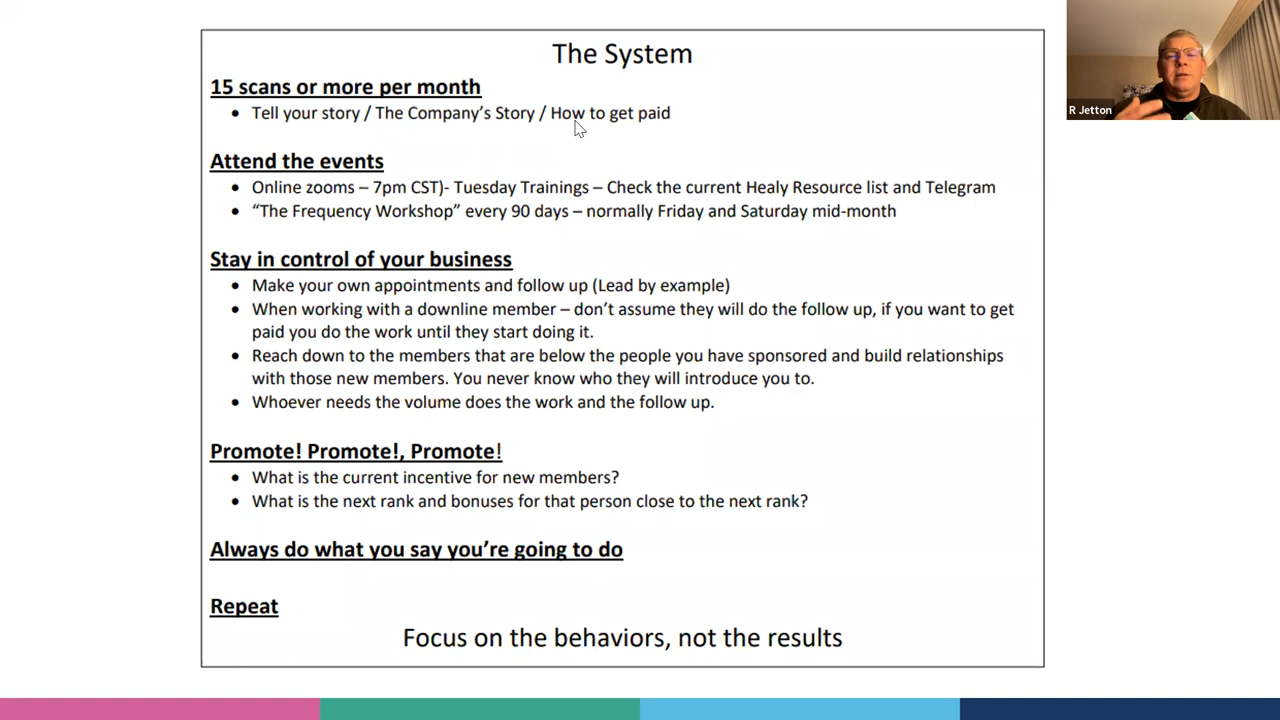 The System
15 scans or more per month
• Tell your story / The Company's Story / How to get paid
Attend the events
• Online zooms – 7pm CST)- Tuesday Trainings – Check the current Healy Resource list and Telegram
• “The Frequency Workshop” every 90 days – normally Friday and Saturday mid-month
Stay in control of your business
• Make your own appointments and follow up (Lead by example)
• When working with a downline member – don't assume they will do the follow up, if you want to get
paid you do the work until they start doing it.
• Reach down to the members that are below the people you have sponsored and build relationships
with those new members. You never know who they will introduce you to.
• Whoever needs the volume does the work and the follow up.
Promote! Promote!, Promote!
• What is the current incentive for new members?
• What is the next rank and bonuses for that person close to the next rank?
Always do what you say you're going to do
Repeat
Focus on the behaviors, not the results
R Jetton